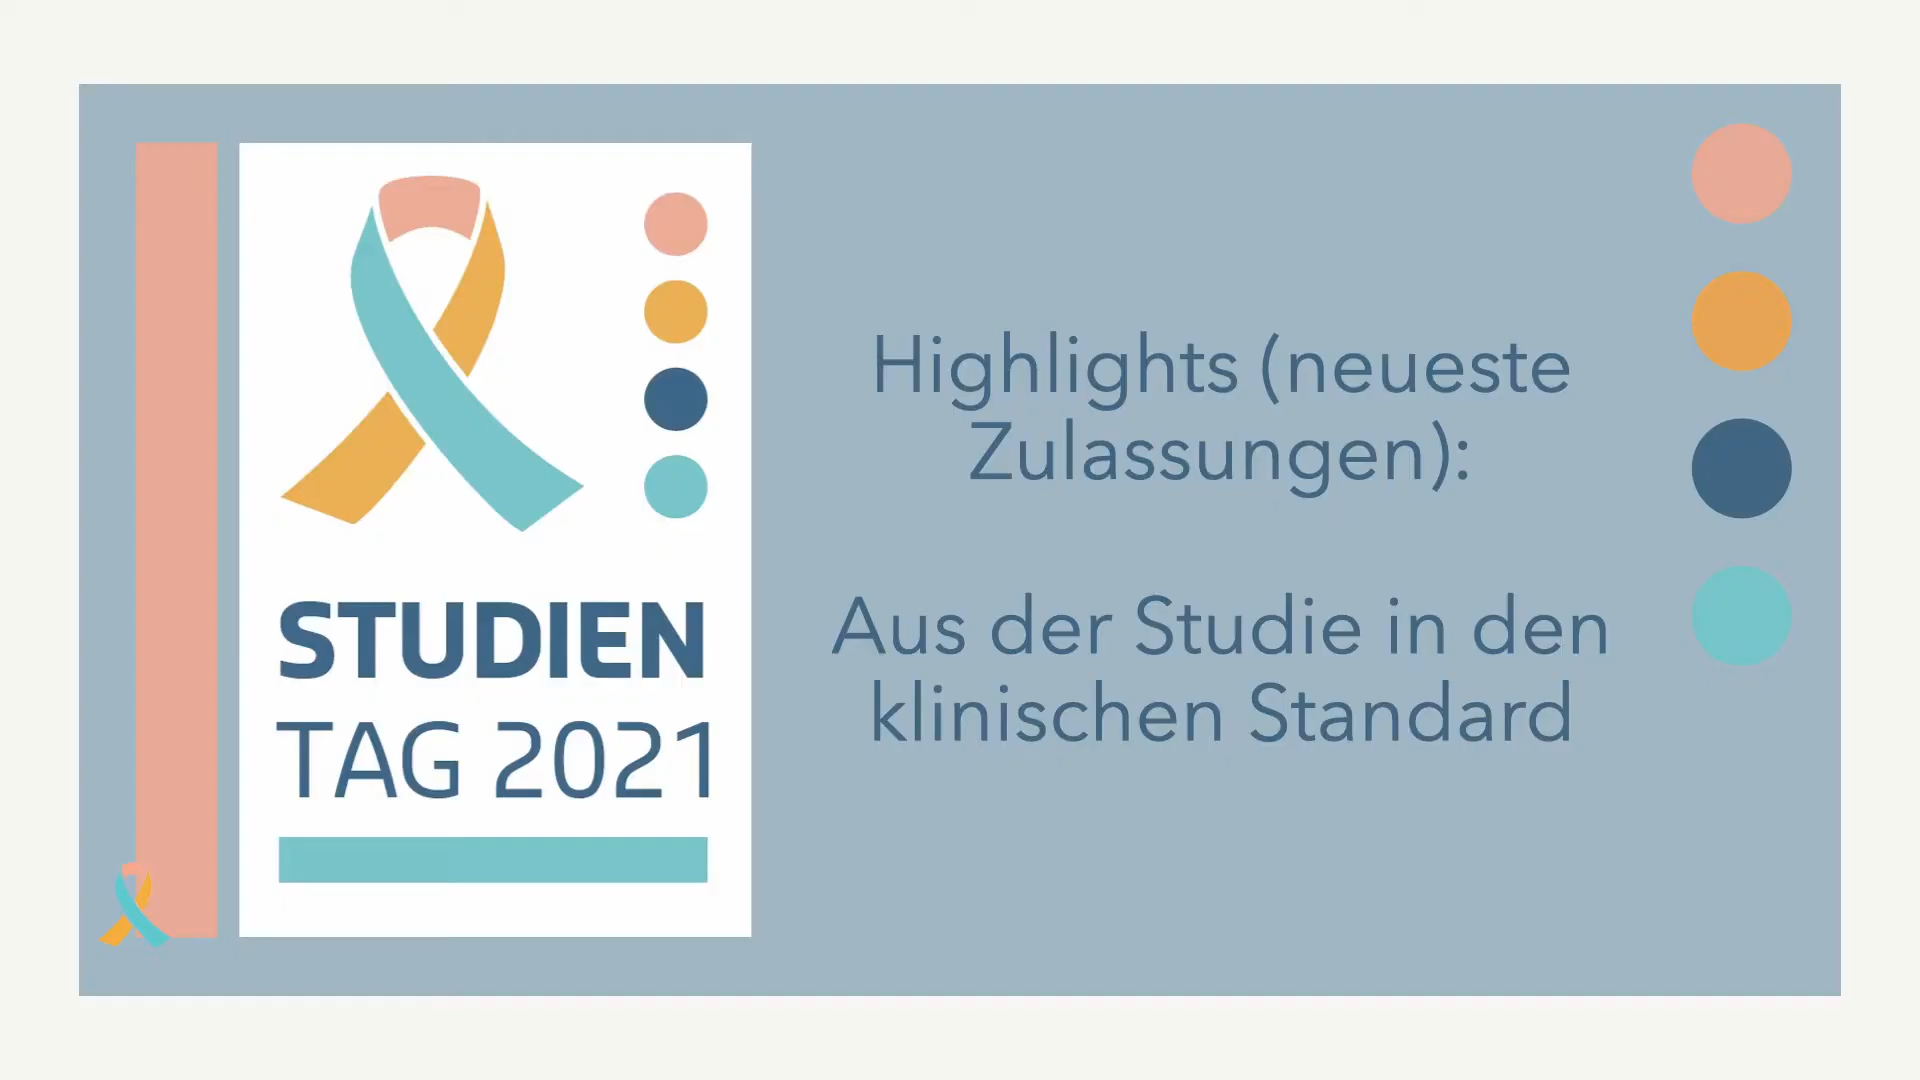 STUDIEN
TAG 2021
Highlights (neueste
Zulassungen):
Aus der Studie in den
klinischen Standard